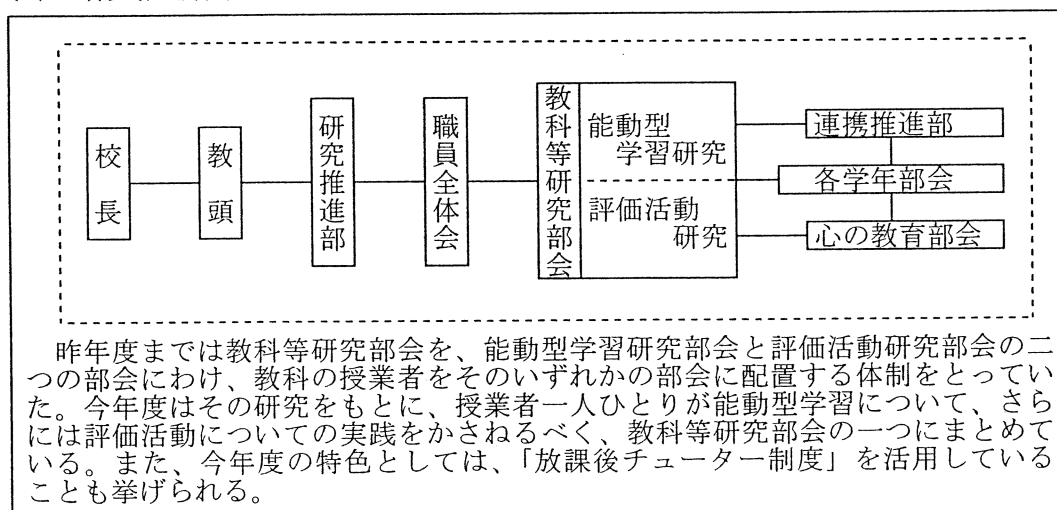 校長
教頭
研究推進部
職員全体会
教科等研究部会
能動型
学習研究
評価活動
研究
連携推進部
各学年部会
心の教育部会
昨年度までは教科等研究部会を、能動型学習研究部会と評価活動研究部会の二
つの部会にわけ、教科の授業者をそのいずれかの部会に配置する体制をとってい
た。今年度はその研究をもとに、授業者一人ひとりが能動型学習について、さら
には評価活動についての実践をかさねるべく、教科等研究部会の一つにまとめて
いる。また、今年度の特色としては、「放課後チューター制度」を活用している
ことも挙げられる。